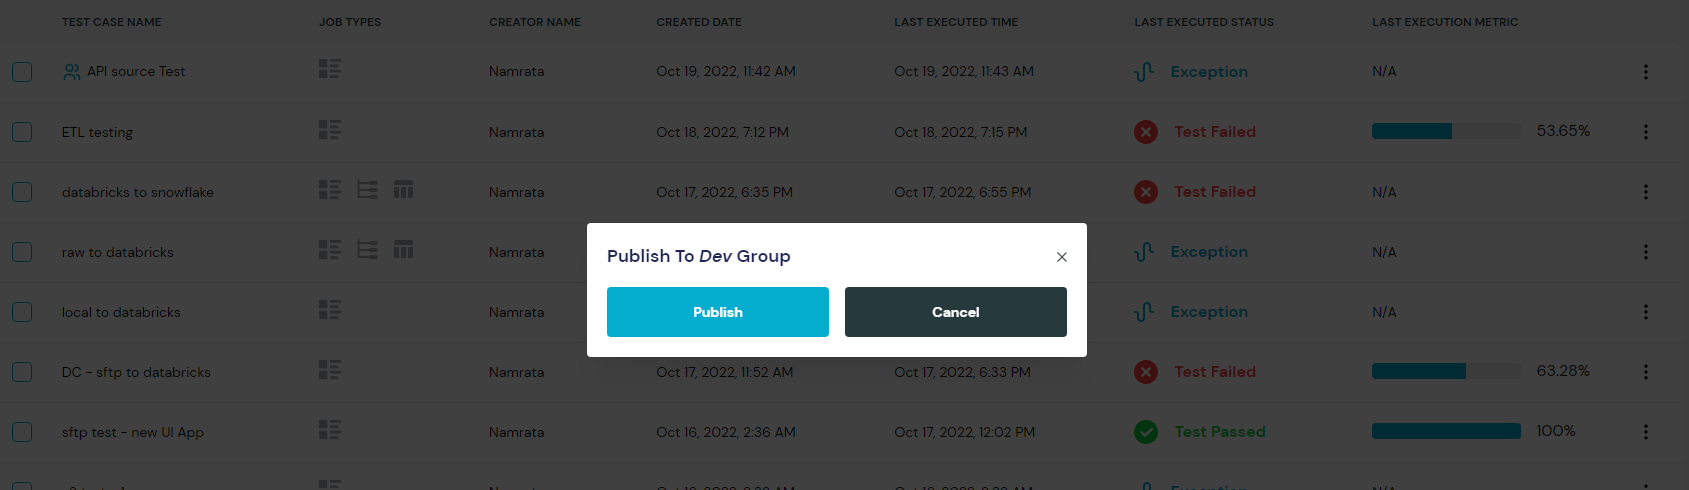 TEST CASE NAME JOB TYPES CREATOR NAME CREATED DATE LAST EXECUTED TIME LAST EXECUTED STATUS LAST EXECUTION METRIC
API source Test Namrata Oct 19, 2022, 11:42 AM Oct 19, 2022, 11:43 AM Exception N/A
ETL testing Namrata Oct 18, 2022, 7:12 PM Oct 18, 2022, 7:15 PM Test Failed 53.65%
databricks to snowflake Namrata Oct 17, 2022, 6:35 PM Oct 17, 2022, 6:55 PM Test Failed N/A
raw to databricks Namrata Exception N/A
Publish To Dev Group
local to databricks Namrata Exception N/A
Publish Cancel
DC - sftp to databricks Namrata Oct 17, 2022, 11:52 AM Oct 17, 2022, 6:33 PM Test Failed 63.28%
sftp test - new UI App Namrata Oct 16, 2022, 2:36 AM Oct 17, 2022, 12:02 PM Test Passed 100%
Namrata Exception N/A